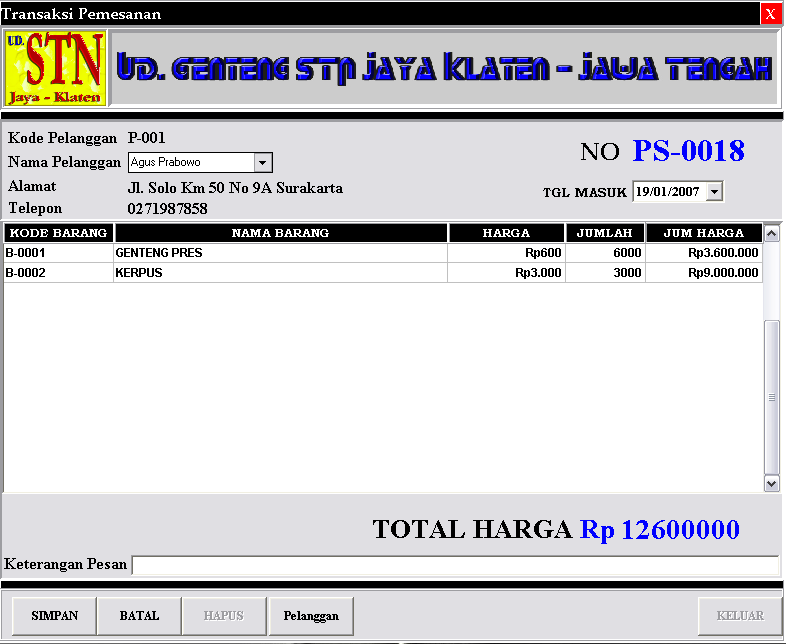 Transaksi Pemesanan X
UD. STN Jaya - Klaten
UD. GENTENG STN JAYA KLATEN - JAWA TENGAH
Kode Pelanggan P-001
Nama Pelanggan Agus Prabowo
Alamat Jl. Solo Km 50 No 9A Surakarta
Telepon 0271987858
NO PS-0018
TGL MASUK 19/01/2007
KODE BARANG NAMA BARANG HARGA JUMLAH JUM HARGA
B-0001 GENTENG PRES Rp600 6000 Rp3.600.000
B-0002 KERPUS Rp3.000 3000 Rp9.000.000
TOTAL HARGA Rp 12600000
Keterangan Pesan
SIMPAN BATAL HAPUS Pelanggan KELUAR